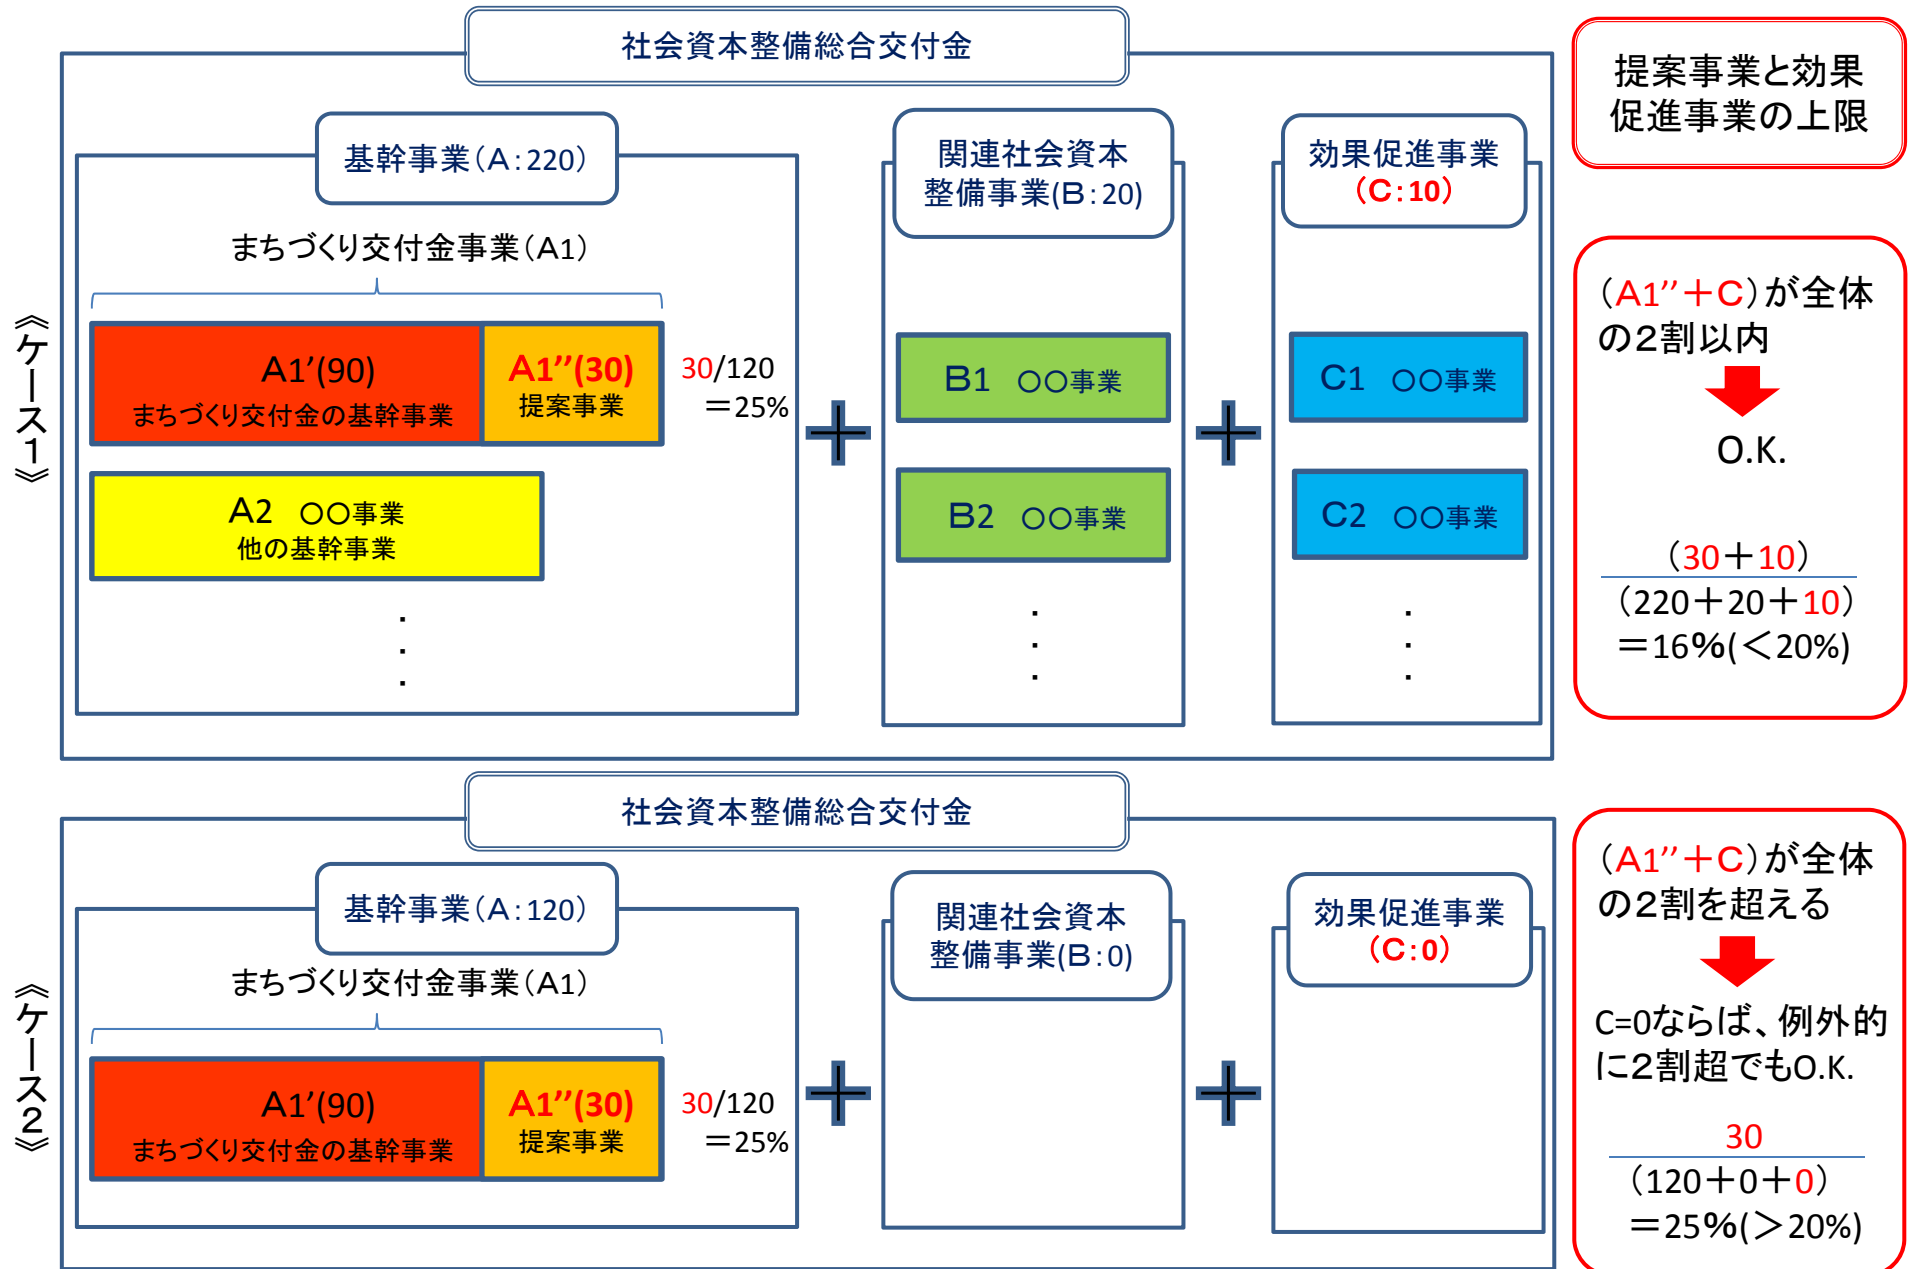 社会資本整備総合交付金
提案事業と効果
促進事業の上限
《ケース1》
基幹事業(A:220)
関連社会資本
整備事業(B:20)
効果促進事業
(C:10)
まちづくり交付金事業(A1)
A1’(90)
まちづくり交付金の基幹事業
A1’’(30)
提案事業
30/120
＝25%
A2 〇〇事業
他の基幹事業
・
・
・
＋
B1 〇〇事業
B2 〇〇事業
・
・
・
＋
C1 〇〇事業
C2 〇〇事業
・
・
・
(A1’’＋C)が全体
の2割以内
O.K.
(30＋10)
(220＋20＋10)
＝16%(＜20%)
社会資本整備総合交付金
《ケース2》
基幹事業(A:120)
関連社会資本
整備事業(B:0)
効果促進事業
(C:0)
まちづくり交付金事業(A1)
A1’(90)
まちづくり交付金の基幹事業
A1’’(30)
提案事業
30/120
＝25%
＋
＋
(A1’’＋C)が全体
の2割を超える
C=0ならば、例外的
に2割超でもO.K.
30
(120＋0＋0)
＝25%(＞20%)